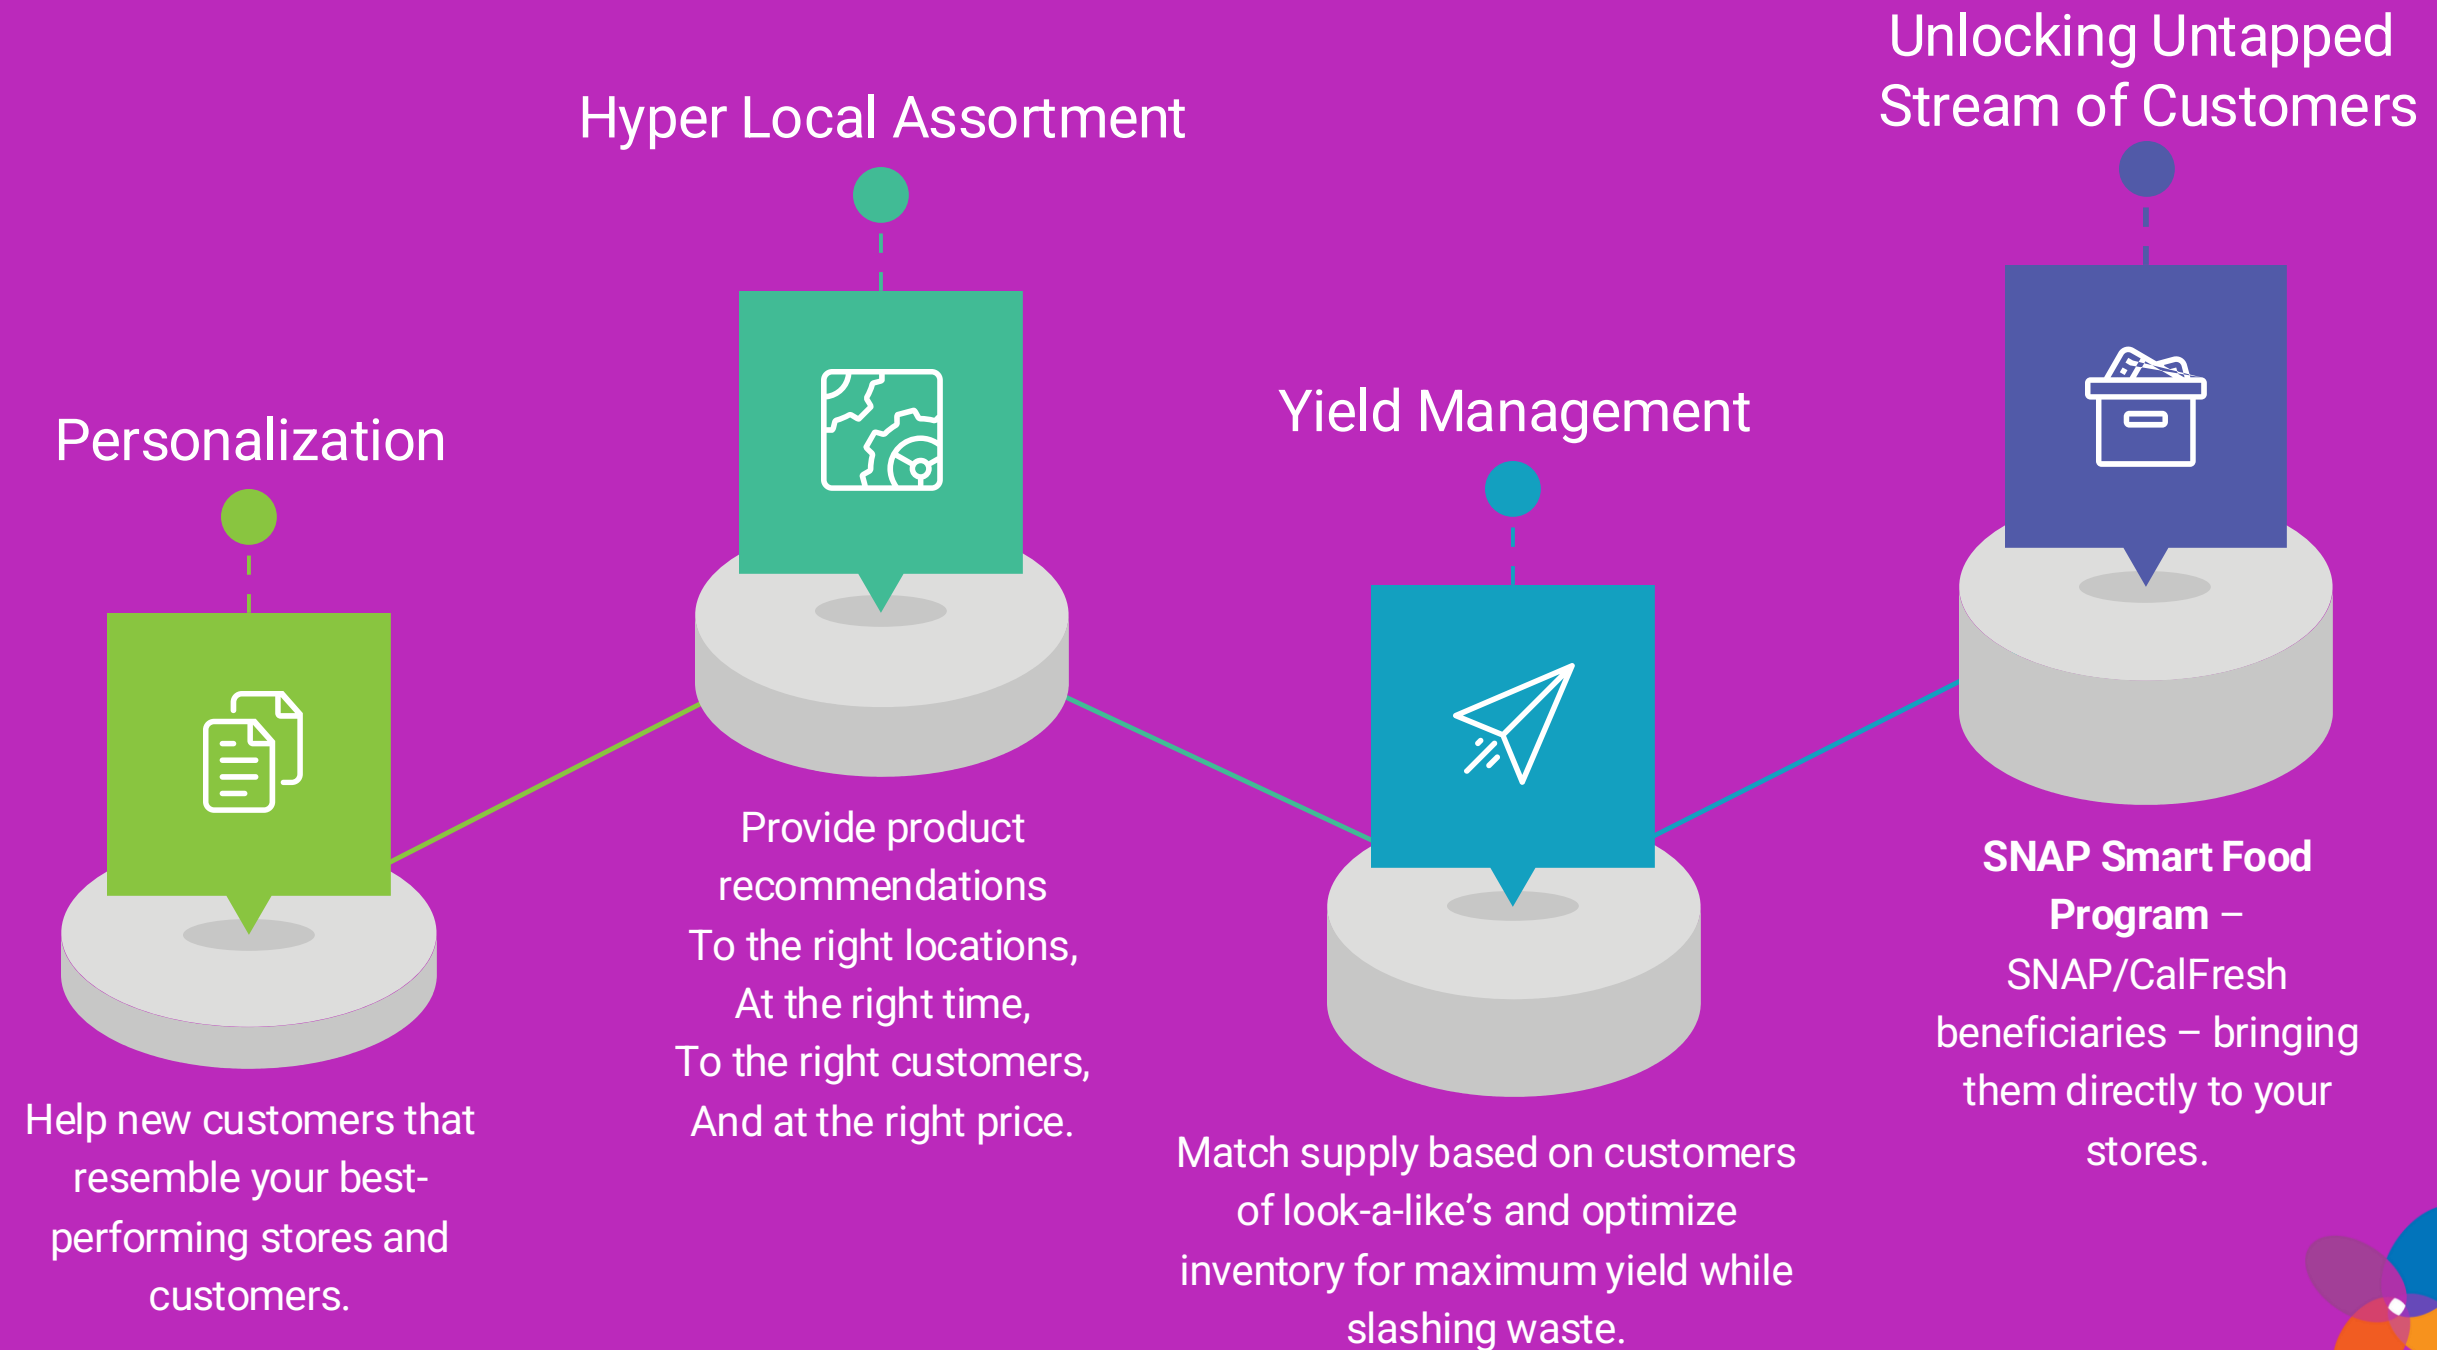 Personalization
Help new customers that
resemble your best-
performing stores and
customers.
Hyper Local Assortment
Provide product
recommendations
To the right locations,
At the right time,
To the right customers,
And at the right price.
Yield Management
Match supply based on customers
of look-a-like’s and optimize
inventory for maximum yield while
slashing waste.
Unlocking Untapped
Stream of Customers
SNAP Smart Food
Program –
SNAP/CalFresh
beneficiaries – bringing
them directly to your
stores.